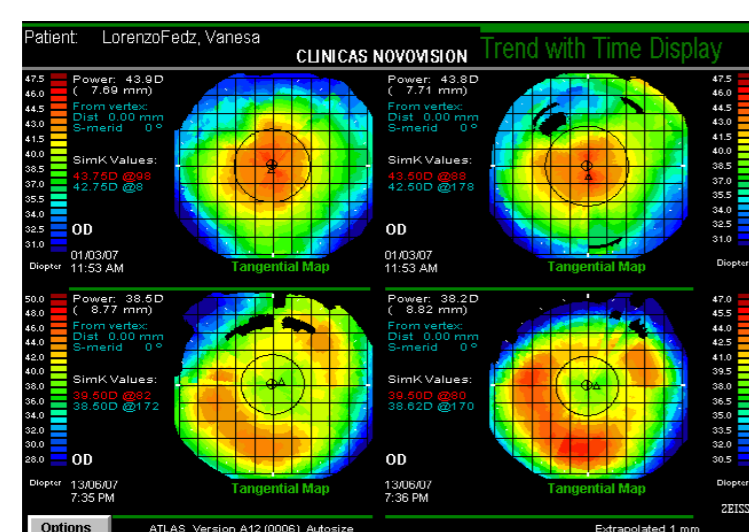 Patient: LorenzoFedz, Vanesa
CLINICAS NOVOVISION
Trend with Time Display
47.5
46.0
44.5
43.0
41.5
40.0
38.5
37.0
35.5
34.0
32.5
31.0
Diopter
Power: 43.9D
( 7.69 mm)
From vertex:
Dist 0.00 mm
S-merid 0°
SimK Values:
43.75D @98
42.75D @8
OD
01/03/07
11:53 AM
Tangential Map
Power: 43.8D
( 7.71 mm)
From vertex:
Dist 0.00 mm
S-merid 0°
SimK Values:
43.50D @88
42.50D @178
OD
01/03/07
11:53 AM
Tangential Map
47.5
46.0
44.5
43.0
41.5
40.0
38.5
37.0
35.5
34.0
32.5
31.0
Diopter
50.0
48.0
46.0
44.0
42.0
40.0
38.0
36.0
34.0
32.0
30.0
28.0
Diopter
Power: 38.5D
( 8.77 mm)
From vertex:
Dist 0.00 mm
S-merid 0°
SimK Values:
39.50D @82
38.50D @172
OD
13/06/07
7:35 PM
Tangential Map
Power: 38.2D
( 8.82 mm)
From vertex:
Dist 0.00 mm
S-merid 0°
SimK Values:
39.50D @80
38.62D @170
OD
13/06/07
7:36 PM
Tangential Map
47.0
45.5
44.0
42.5
41.0
39.5
38.0
36.5
35.0
33.5
32.0
30.5
Diopter
ZEISS
Options
ATLAS Version A12 (0006) Autosize
Extrapolated 1 mm